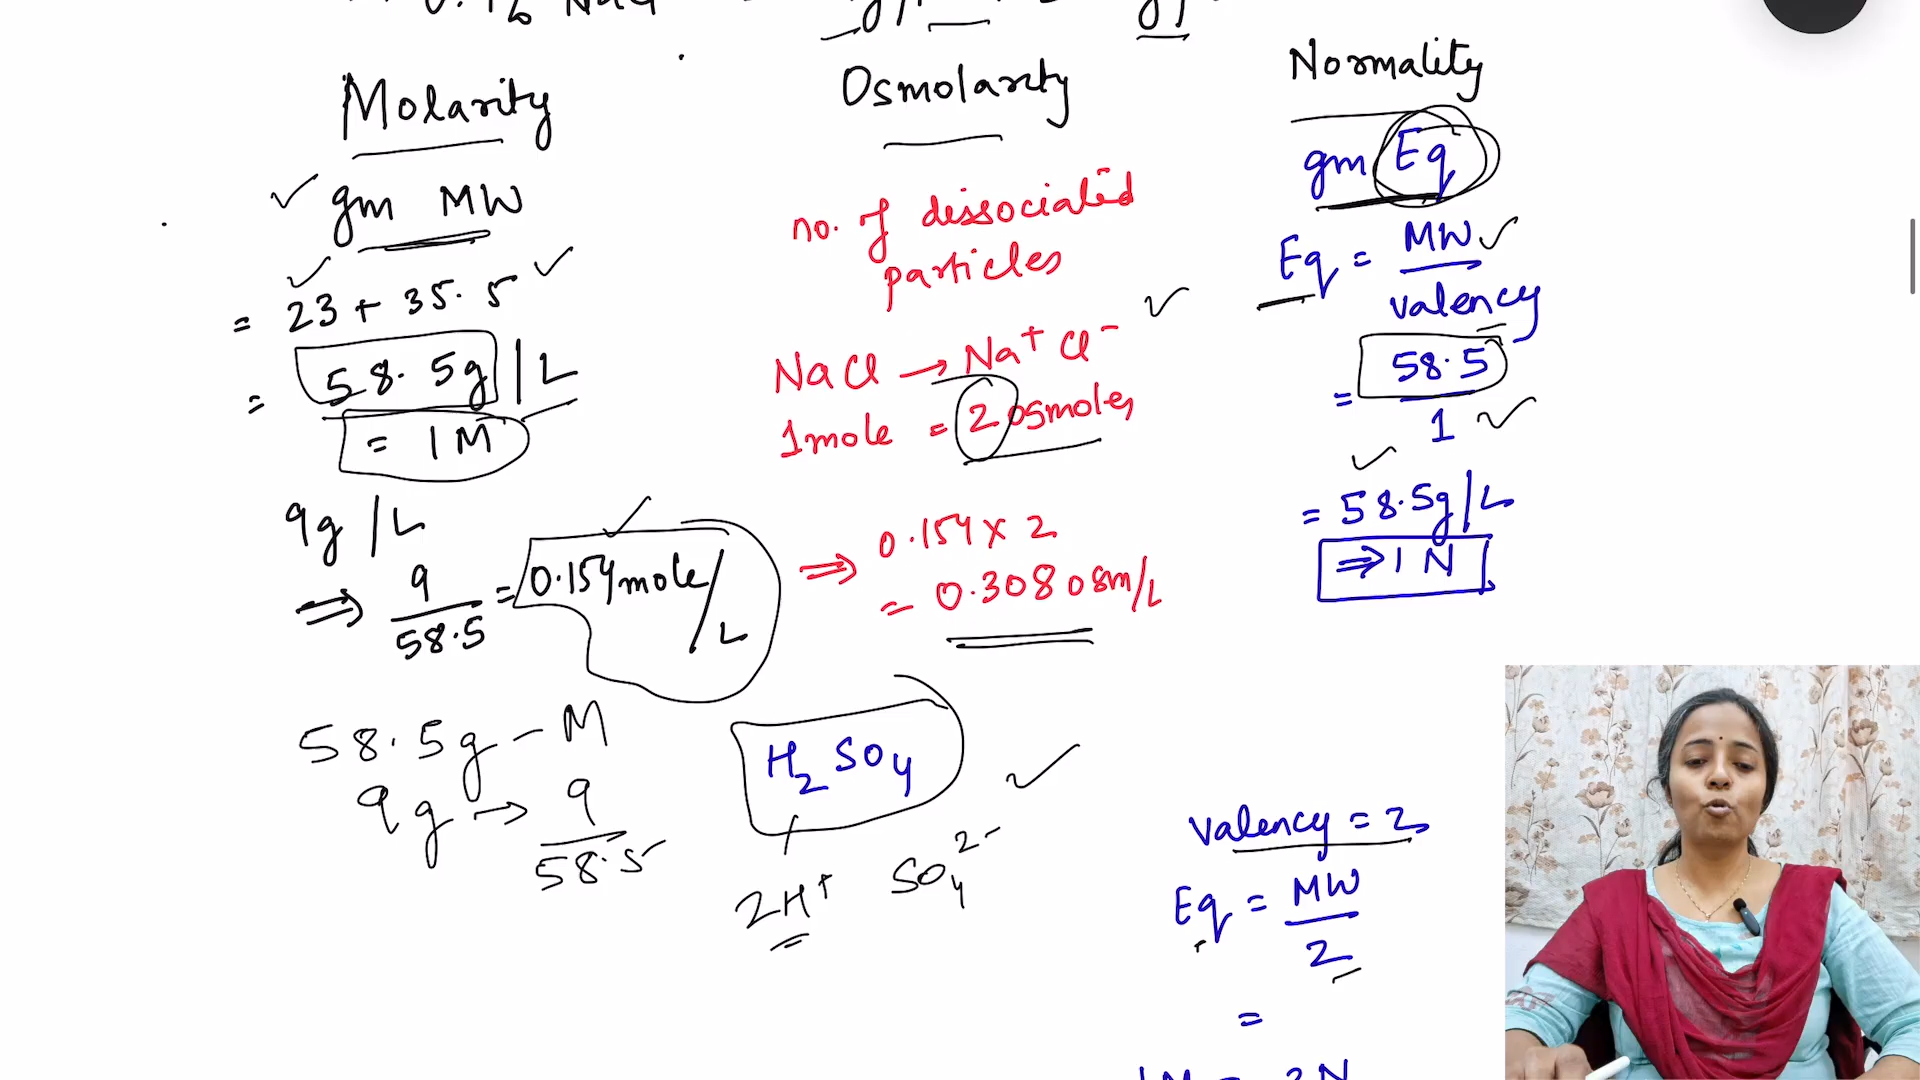 NaCl
Molarity
gm MW
= 23 + 35.5
= 58.5g/L
= 1M
9g/L
⇒ 9/58.5 = 0.154 mole/L
58.5g - M
9g → 9/58.5
Osmolarity
no. of dissociated
particles
NaCl → Na⁺ Cl⁻
1mole = 2 osmoles
⇒ 0.154 x 2
= 0.308 osm/L
H₂SO₄
2H⁺ SO₄²⁻
Normality
gm Eq
Eq = MW/valency
= 58.5/1
= 58.5g/L
⇒ 1 N
Valency = 2
Eq = MW/2
=